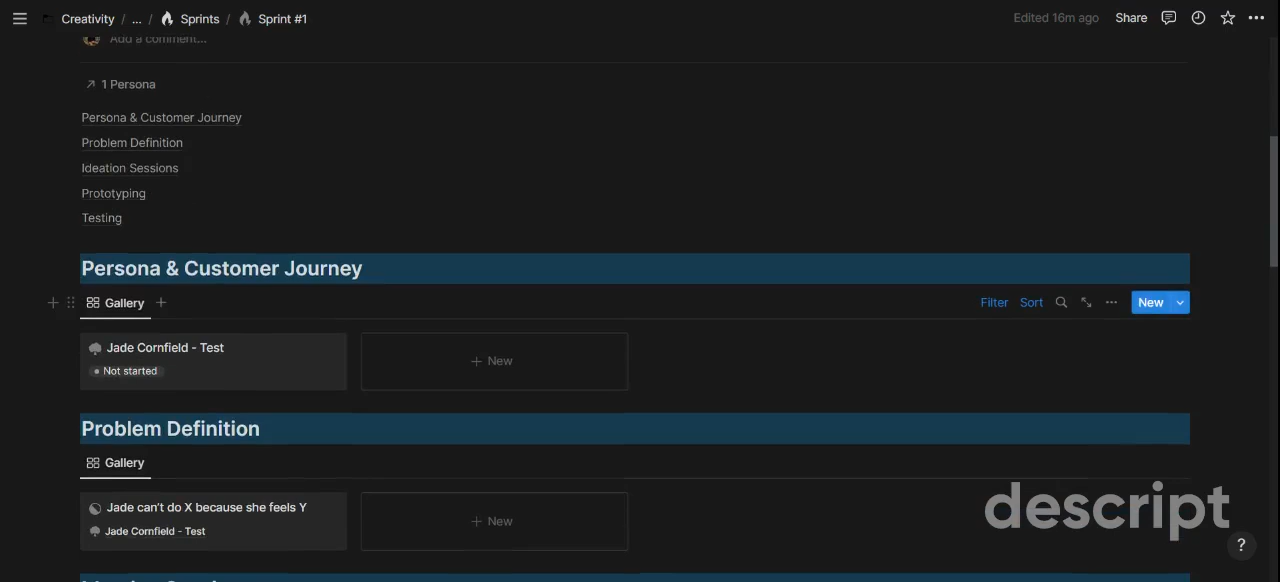 Creativity / ... / Sprints / Sprint #1
Edited 16m ago Share
Add a comment...
1 Persona
Persona & Customer Journey
Problem Definition
Ideation Sessions
Prototyping
Testing
Persona & Customer Journey
Gallery
Filter Sort New
Jade Cornfield - Test
Not started
+ New
Problem Definition
Gallery
Jade can't do X because she feels Y
Jade Cornfield - Test
+ New
descript
?